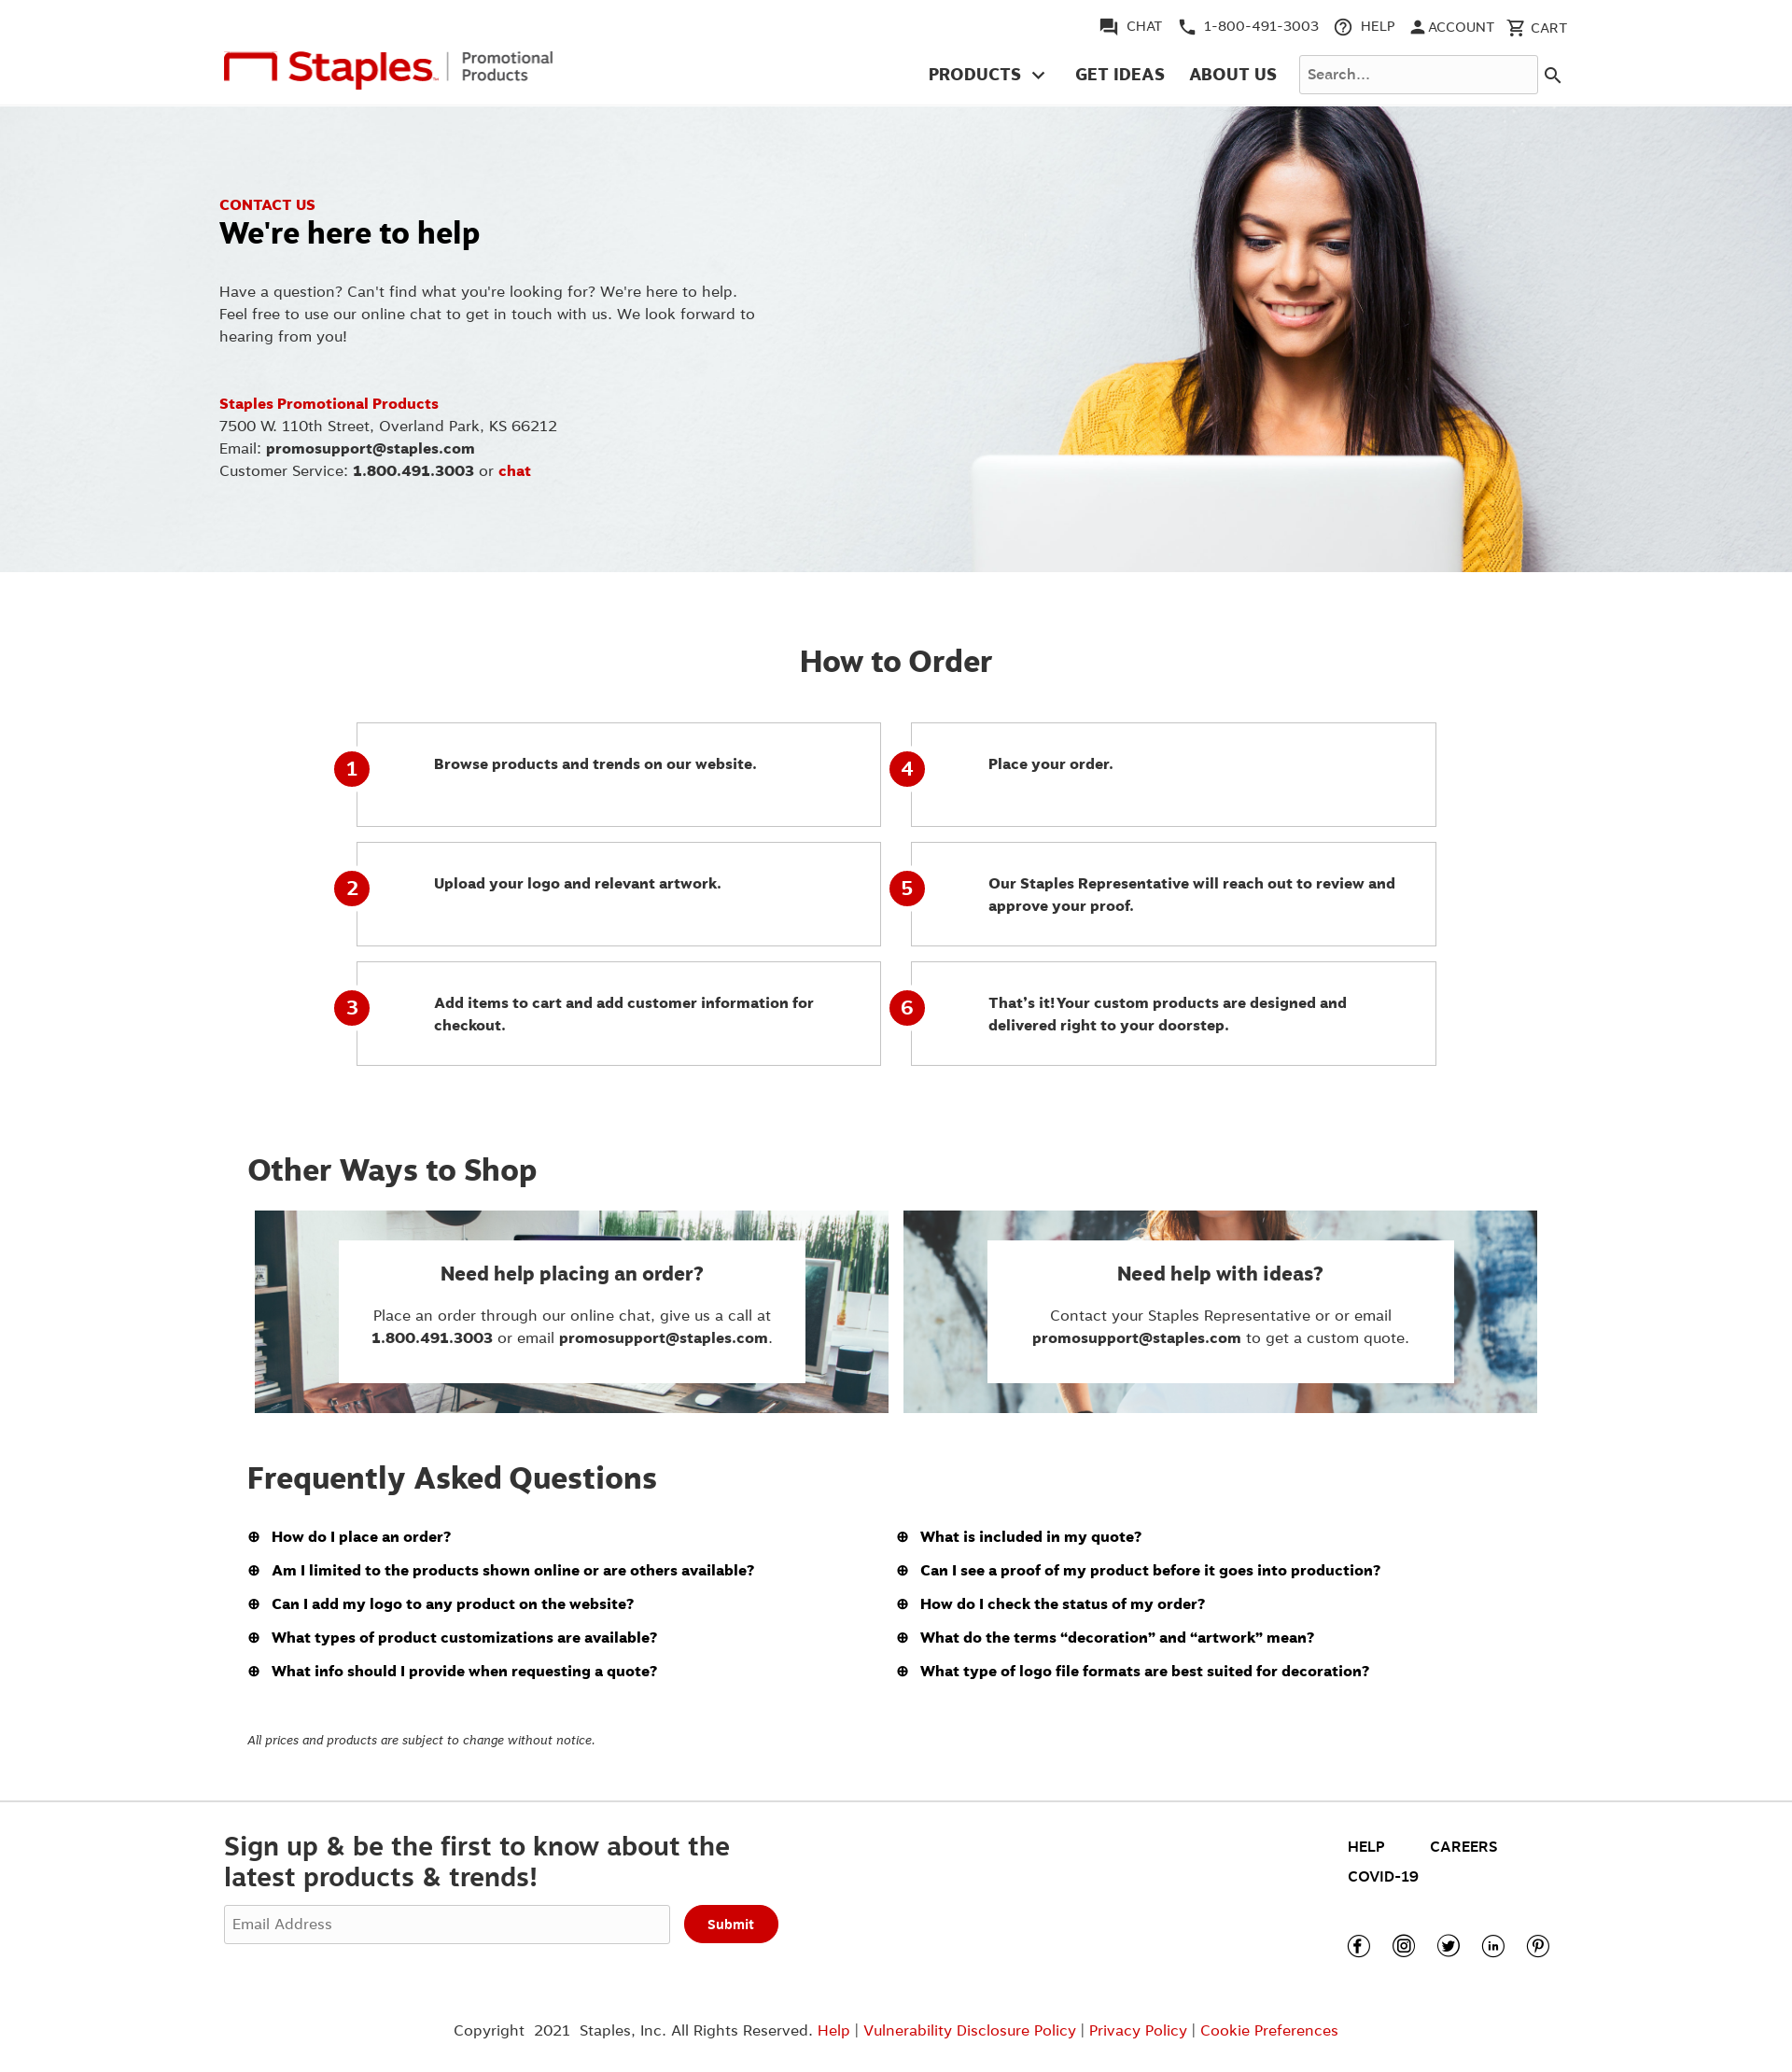 CHAT 1-800-491-3003 HELP ACCOUNT CART
Staples Promotional
Products
PRODUCTS GET IDEAS ABOUT US Search...
CONTACT US
We're here to help
Have a question? Can't find what you're looking for? We're here to help.
Feel free to use our online chat to get in touch with us. We look forward to
hearing from you!
Staples Promotional Products
7500 W. 110th Street, Overland Park, KS 66212
Email: promosupport@staples.com
Customer Service: 1.800.491.3003 or chat
How to Order
1 Browse products and trends on our website.
2 Upload your logo and relevant artwork.
3 Add items to cart and add customer information for
checkout.
4 Place your order.
5 Our Staples Representative will reach out to review and
approve your proof.
6 That’s it! Your custom products are designed and
delivered right to your doorstep.
Other Ways to Shop
Need help placing an order?
Place an order through our online chat, give us a call at
1.800.491.3003 or email promosupport@staples.com.
Need help with ideas?
Contact your Staples Representative or or email
promosupport@staples.com to get a custom quote.
Frequently Asked Questions
⊕ How do I place an order?
⊕ Am I limited to the products shown online or are others available?
⊕ Can I add my logo to any product on the website?
⊕ What types of product customizations are available?
⊕ What info should I provide when requesting a quote?
⊕ What is included in my quote?
⊕ Can I see a proof of my product before it goes into production?
⊕ How do I check the status of my order?
⊕ What do the terms “decoration” and “artwork” mean?
⊕ What type of logo file formats are best suited for decoration?
All prices and products are subject to change without notice.
Sign up & be the first to know about the
latest products & trends!
Email Address Submit
HELP CAREERS
COVID-19
Copyright 2021 Staples, Inc. All Rights Reserved. Help | Vulnerability Disclosure Policy | Privacy Policy | Cookie Preferences